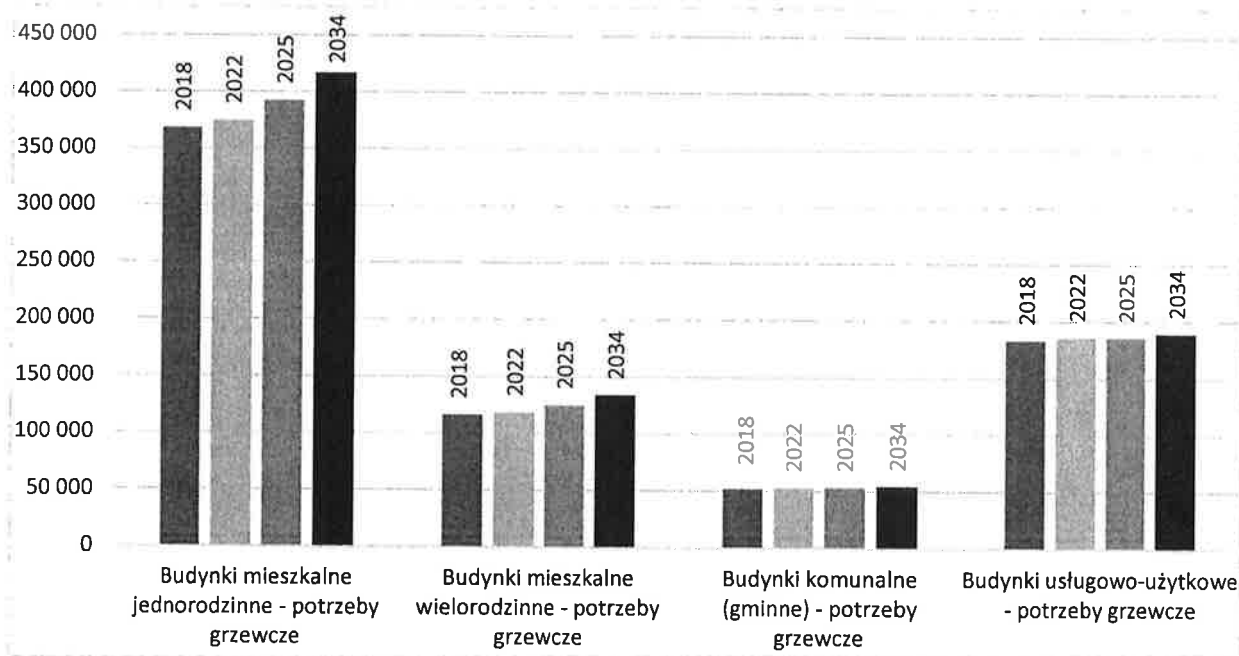 450 000
400 000
350 000
300 000
250 000
200 000
150 000
100 000
50 000
0
2018
2022
2025
2034
2018
2022
2025
2034
2018
2022
2025
2034
2018
2022
2025
2034
Budynki mieszkalne
jednorodzinne - potrzeby
grzewcze
Budynki mieszkalne
wielorodzinne - potrzeby
grzewcze
Budynki komunalne
(gminne) - potrzeby
grzewcze
Budynki usługowo-użytkowe
- potrzeby grzewcze